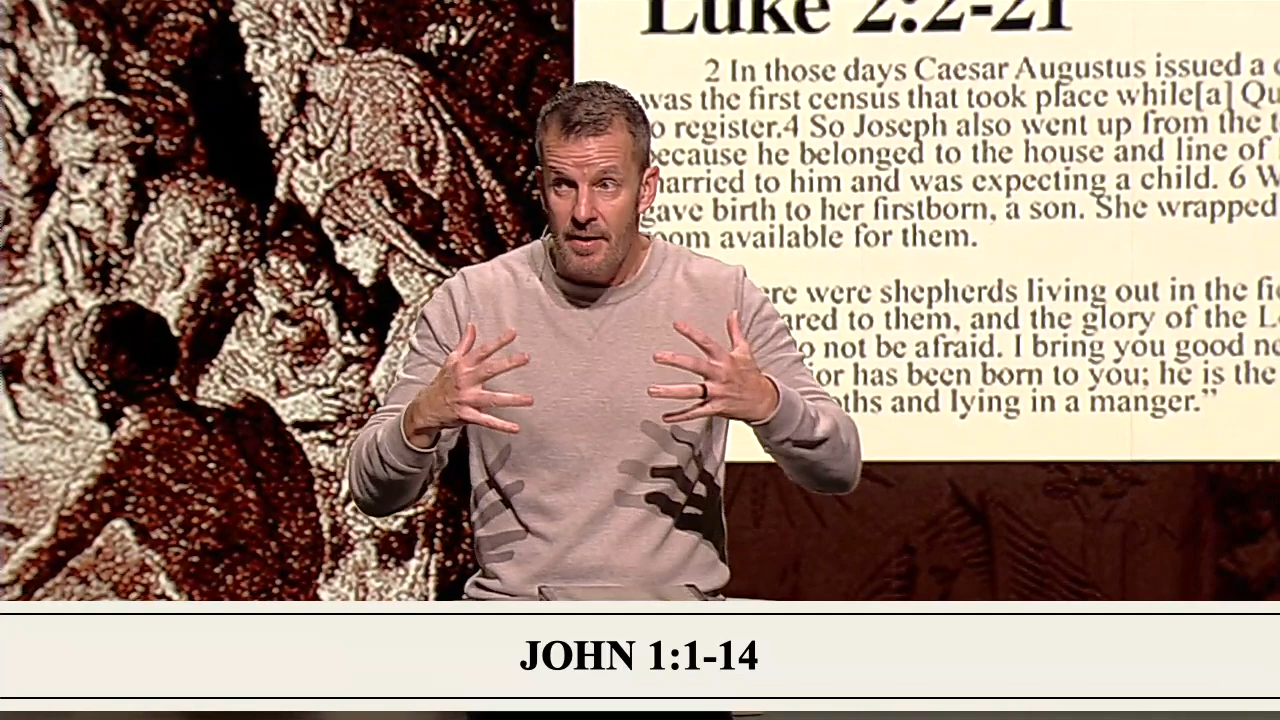 Luke 2:2-21
2 In those days Caesar Augustus issued a
was the first census that took place while[a] Qu
o register.4 So Joseph also went up from the t
because he belonged to the house and line of
married to him and was expecting a child. 6 W
gave birth to her firstborn, a son. She wrapped
room available for them.
ere were shepherds living out in the fie
ared to them, and the glory of the L
o not be afraid. I bring you good ne
or has been born to you; he is the
oths and lying in a manger.”
JOHN 1:1-14